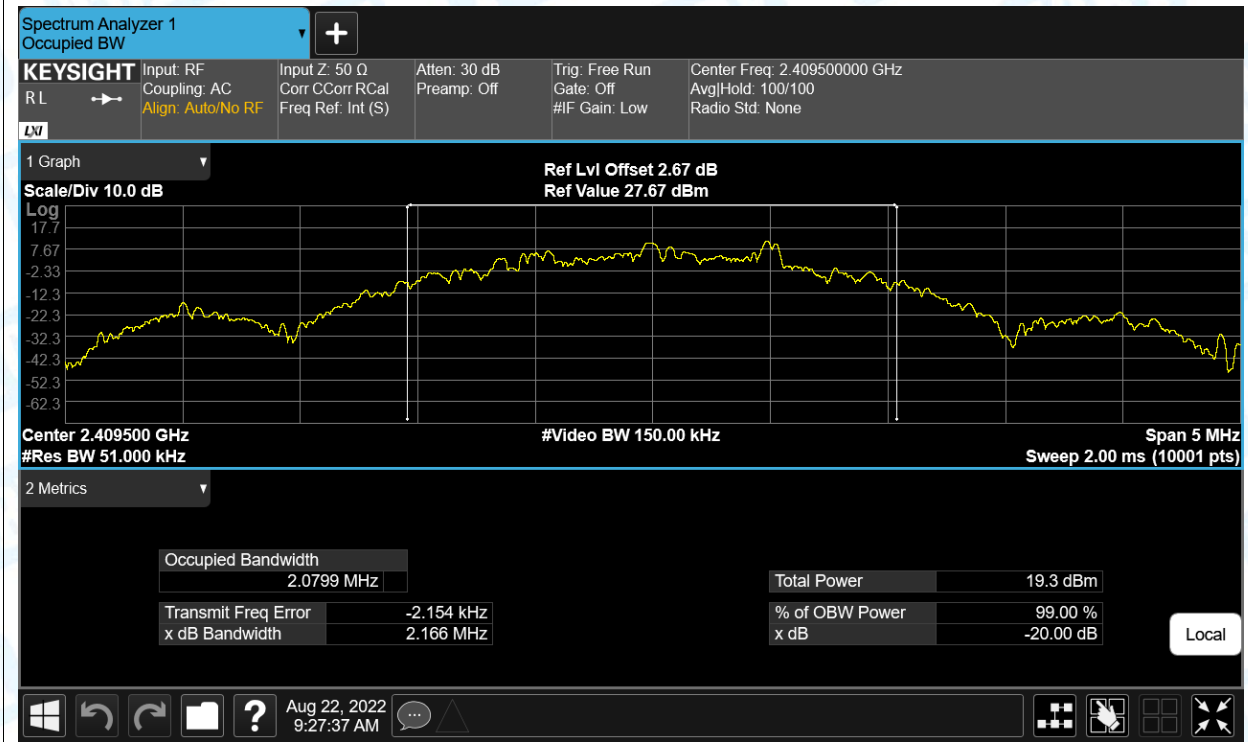 Spectrum Analyzer 1
Occupied BW
KEYSIGHT
R L
LXI
Input: RF
Coupling: AC
Align: Auto/No RF
Input Z: 50 Ω
Corr CCorr RCal
Freq Ref: Int (S)
Atten: 30 dB
Preamp: Off
Trig: Free Run
Gate: Off
#IF Gain: Low
Center Freq: 2.409500000 GHz
Avg|Hold: 100/100
Radio Std: None
1 Graph
Scale/Div 10.0 dB
Ref Lvl Offset 2.67 dB
Ref Value 27.67 dBm
Log
17.7
7.67
-2.33
-12.3
-22.3
-32.3
-42.3
-52.3
-62.3
Center 2.409500 GHz
#Video BW 150.00 kHz
Span 5 MHz
#Res BW 51.000 kHz
Sweep 2.00 ms (10001 pts)
2 Metrics
Occupied Bandwidth
2.0799 MHz
Total Power 19.3 dBm
Transmit Freq Error -2.154 kHz
% of OBW Power 99.00 %
x dB Bandwidth 2.166 MHz
x dB -20.00 dB
Local
?
Aug 22, 2022
9:27:37 AM